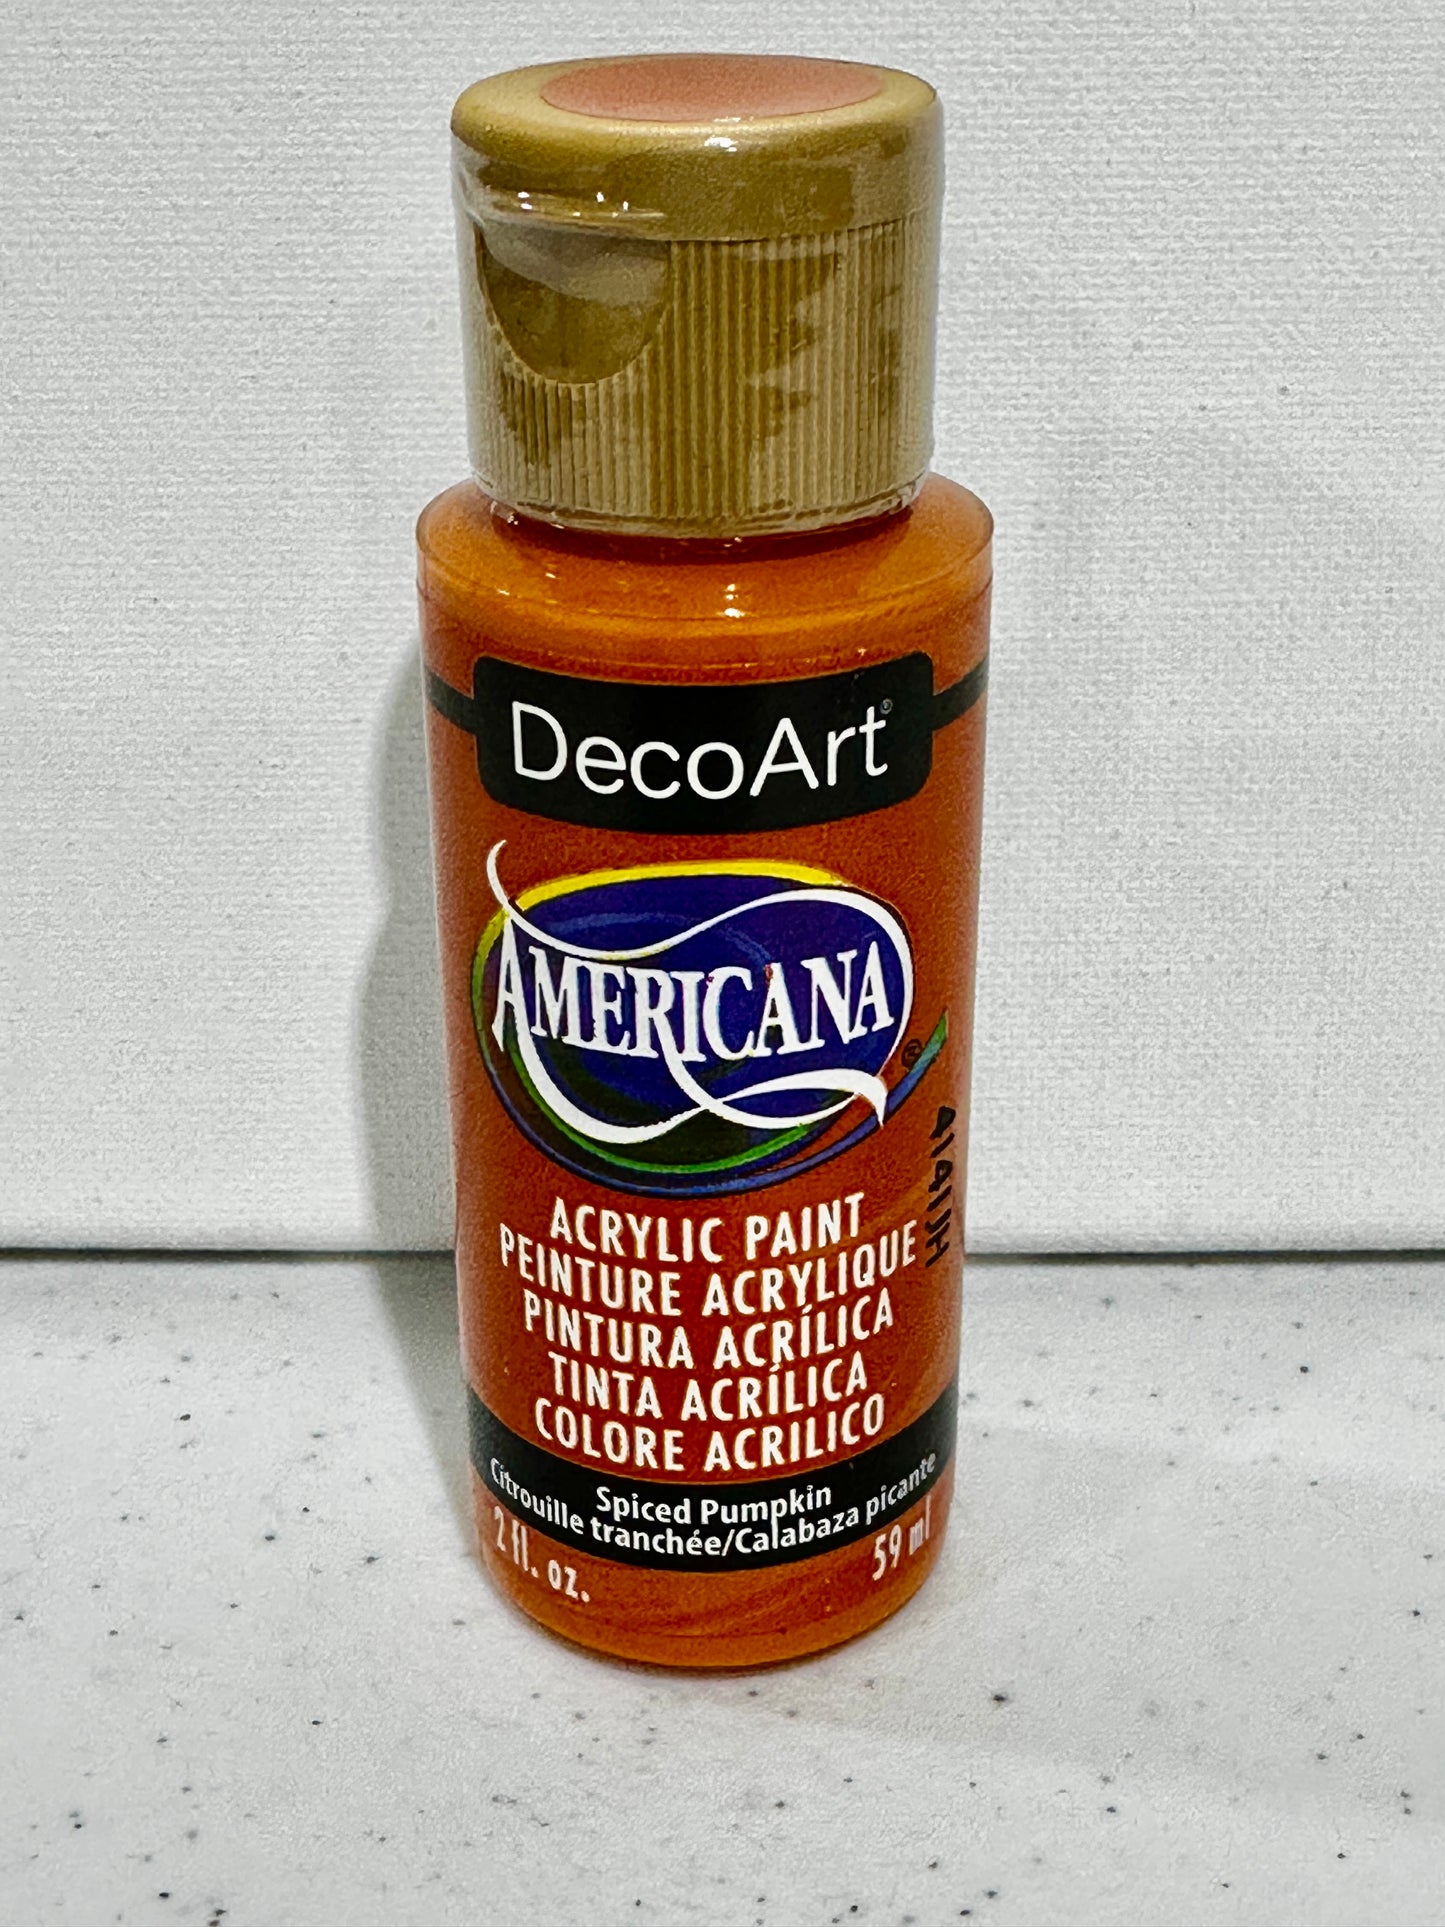 DecoArt®
AMERICANA®
ACRYLIC PAINT
PEINTURE ACRYLIQUE
PINTURA ACRÍLICA
TINTA ACRÍLICA
COLORE ACRILICO
Spiced Pumpkin
Citrouille tranchée/Calabaza picante
2 fl. oz. 59 ml
4141JJH